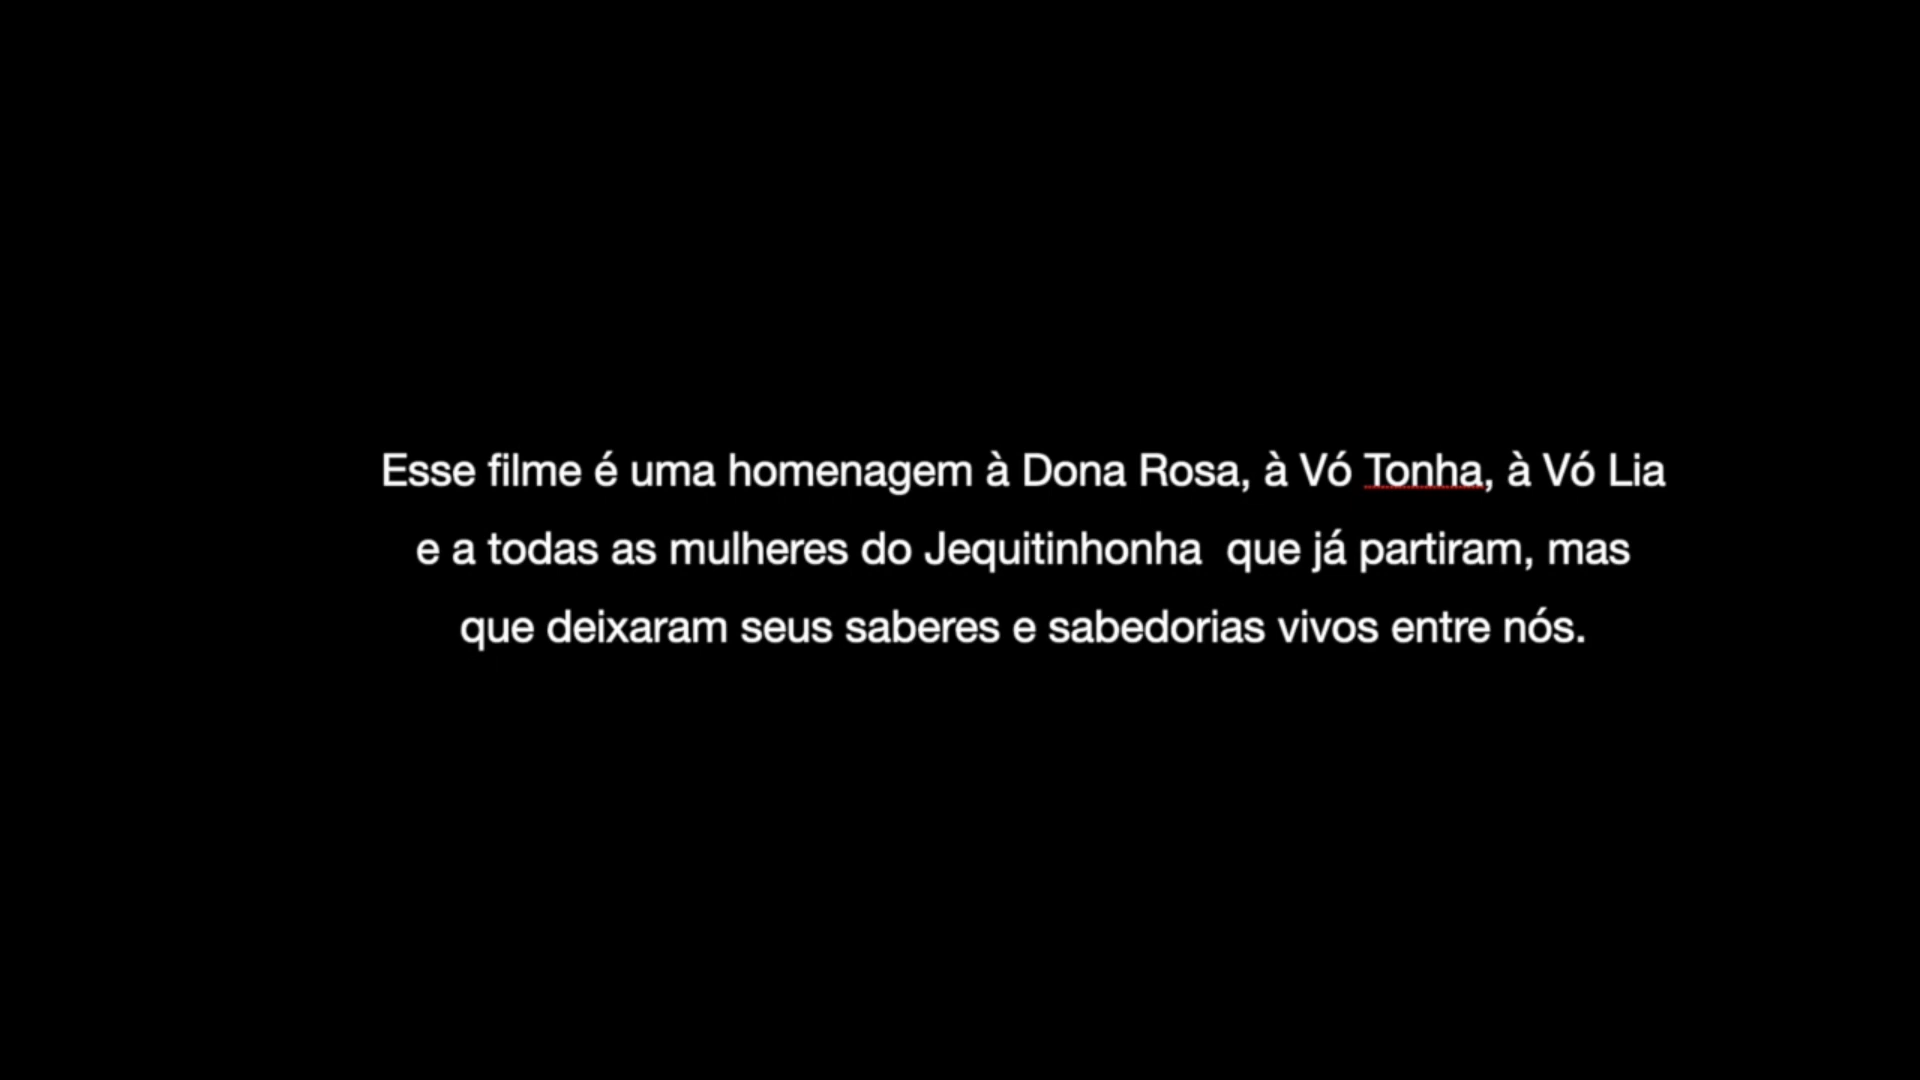 Esse filme é uma homenagem à Dona Rosa, à Vó Tonha, à Vó Lia
e a todas as mulheres do Jequitinhonha  que já partiram, mas
que deixaram seus saberes e sabedorias vivos entre nós.